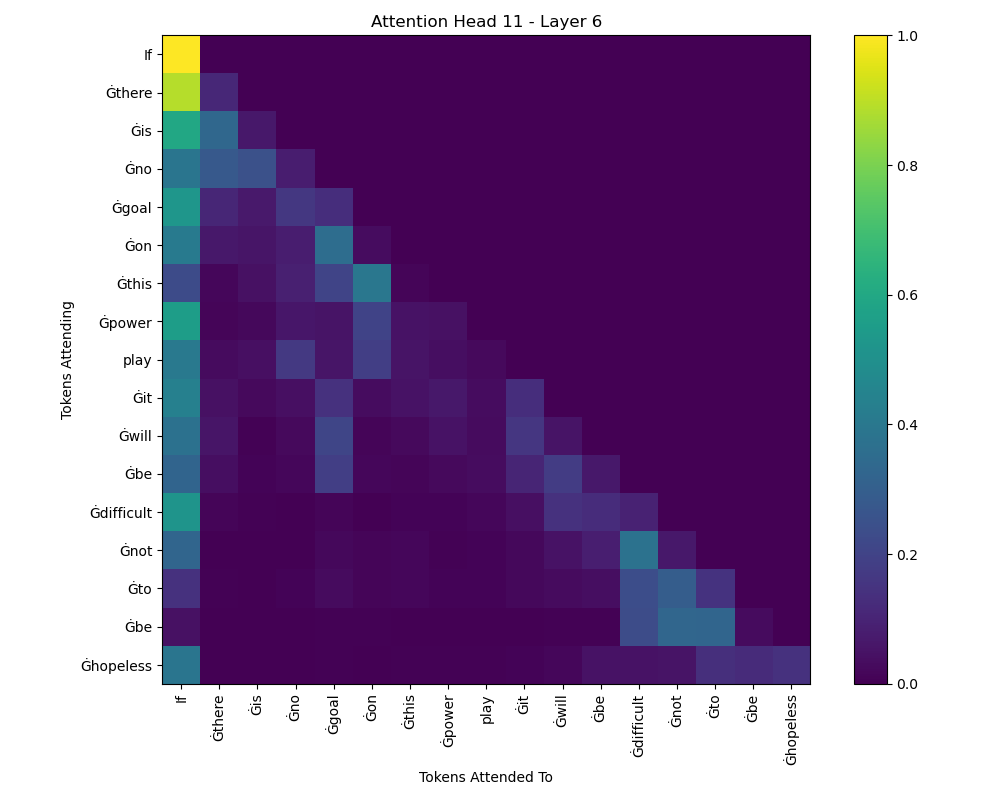 Attention Head 11 - Layer 6
Tokens Attending
If
Ġthere
Ġis
Ġno
Ġgoal
Ġon
Ġthis
Ġpower
play
Ġit
Ġwill
Ġbe
Ġdifficult
Ġnot
Ġto
Ġbe
Ġhopeless
If
Ġthere
Ġis
Ġno
Ġgoal
Ġon
Ġthis
Ġpower
play
Ġit
Ġwill
Ġbe
Ġdifficult
Ġnot
Ġto
Ġbe
Ġhopeless
Tokens Attended To
1.0
0.8
0.6
0.4
0.2
0.0